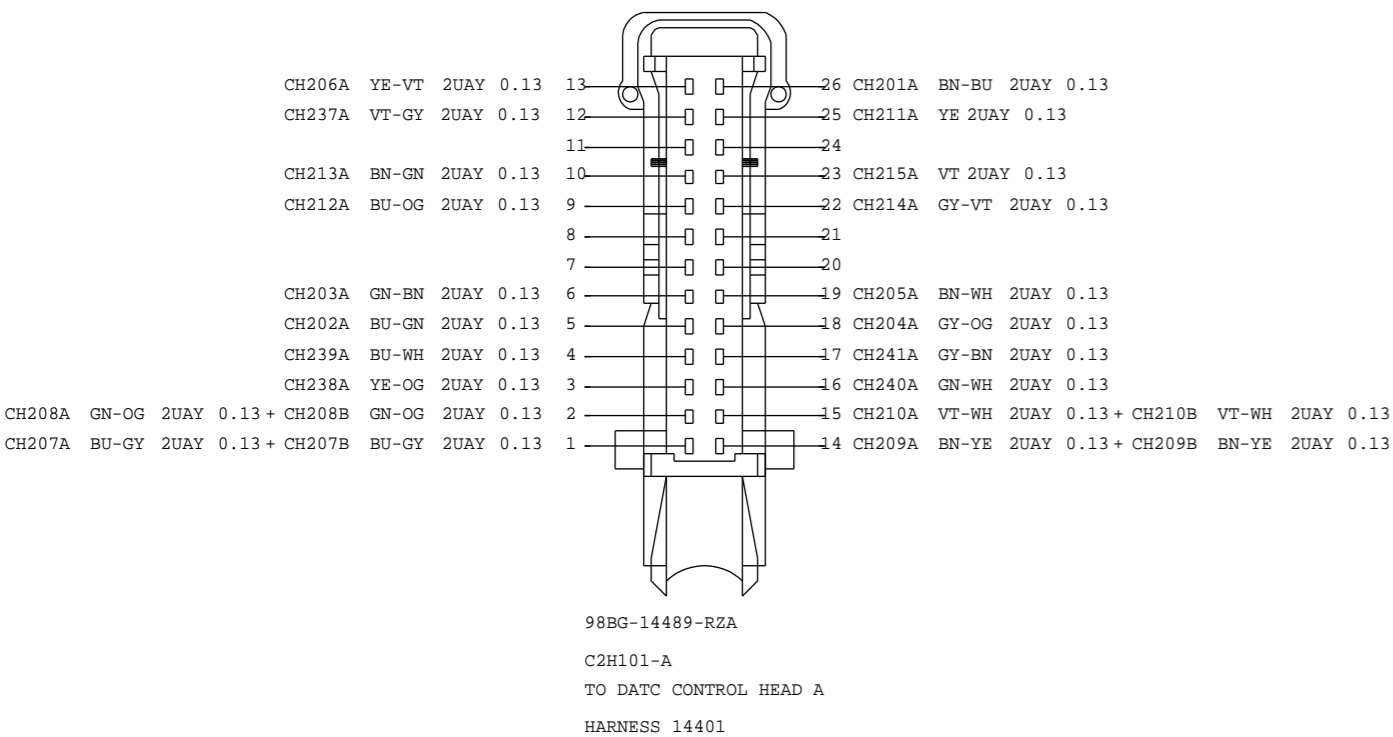 CH206A YE-VT 2UAY 0.13 13 26 CH201A BN-BU 2UAY 0.13
CH237A VT-GY 2UAY 0.13 12 25 CH211A YE 2UAY 0.13
11 24
CH213A BN-GN 2UAY 0.13 10 23 CH215A VT 2UAY 0.13
CH212A BU-OG 2UAY 0.13 9 22 CH214A GY-VT 2UAY 0.13
8 21
7 20
CH203A GN-BN 2UAY 0.13 6 19 CH205A BN-WH 2UAY 0.13
CH202A BU-GN 2UAY 0.13 5 18 CH204A GY-OG 2UAY 0.13
CH239A BU-WH 2UAY 0.13 4 17 CH241A GY-BN 2UAY 0.13
CH238A YE-OG 2UAY 0.13 3 16 CH240A GN-WH 2UAY 0.13
CH208A GN-OG 2UAY 0.13 + CH208B GN-OG 2UAY 0.13 2 15 CH210A VT-WH 2UAY 0.13 + CH210B VT-WH 2UAY 0.13
CH207A BU-GY 2UAY 0.13 + CH207B BU-GY 2UAY 0.13 1 14 CH209A BN-YE 2UAY 0.13 + CH209B BN-YE 2UAY 0.13
98BG-14489-RZA
C2H101-A
TO DATC CONTROL HEAD A
HARNESS 14401